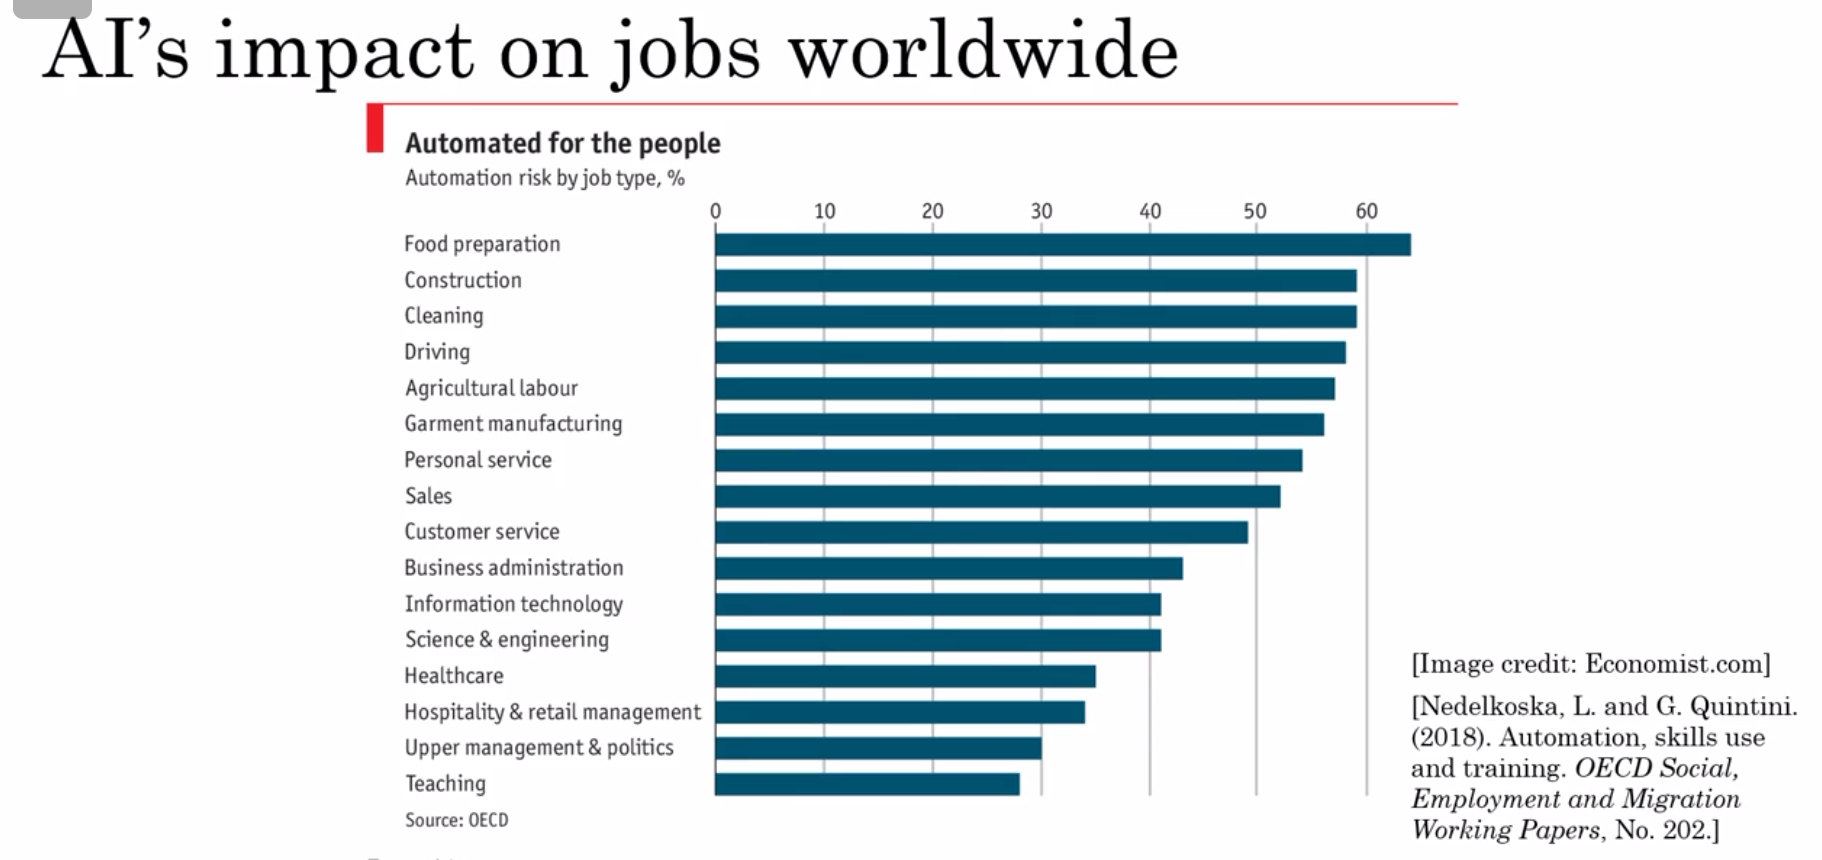 AI's impact on jobs worldwide
Automated for the people
Automation risk by job type, %
0 10 20 30 40 50 60
Food preparation
Construction
Cleaning
Driving
Agricultural labour
Garment manufacturing
Personal service
Sales
Customer service
Business administration
Information technology
Science & engineering
Healthcare
Hospitality & retail management
Upper management & politics
Teaching
Source: OECD
[Image credit: Economist.com]
[Nedelkoska, L. and G. Quintini.
(2018). Automation, skills use
and training. OECD Social,
Employment and Migration
Working Papers, No. 202.]